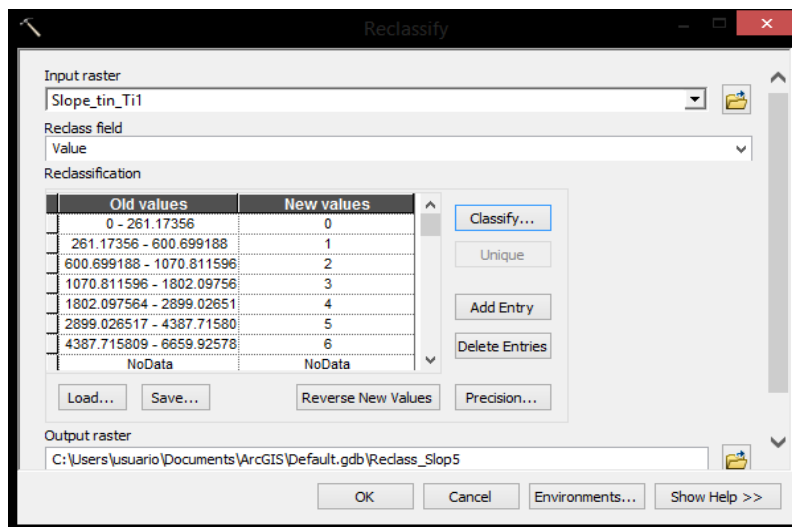 Reclassify
Input raster
Slope_tin_Ti1
Reclass field
Value
Reclassification
Old values New values
0 - 261.17356 0
261.17356 - 600.699188 1
600.699188 - 1070.811596 2
1070.811596 - 1802.09756 3
1802.097564 - 2899.02651 4
2899.026517 - 4387.71580 5
4387.715809 - 6659.92578 6
NoData NoData
Classify...
Unique
Add Entry
Delete Entries
Load... Save... Reverse New Values Precision...
Output raster
C:\Users\usuario\Documents\ArcGIS\Default.gdb\Reclass_Slop5
OK Cancel Environments... Show Help >>